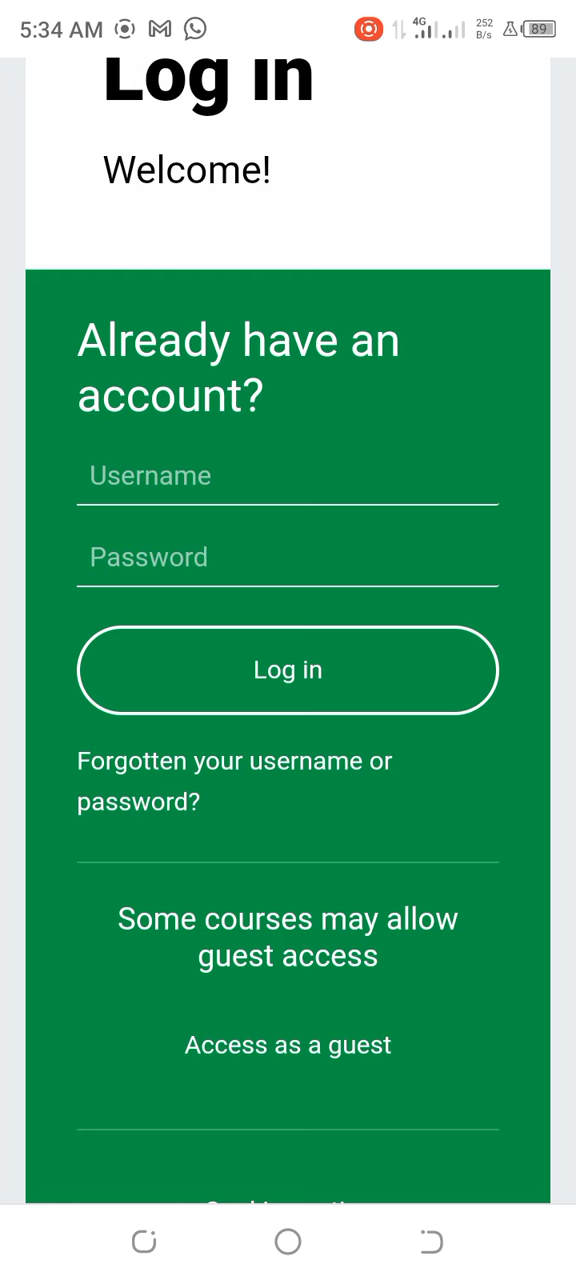 5:34 AM 4G 252 B/s 89
Log in
Welcome!
Already have an
account?
Username
Password
Log in
Forgotten your username or
password?
Some courses may allow
guest access
Access as a guest